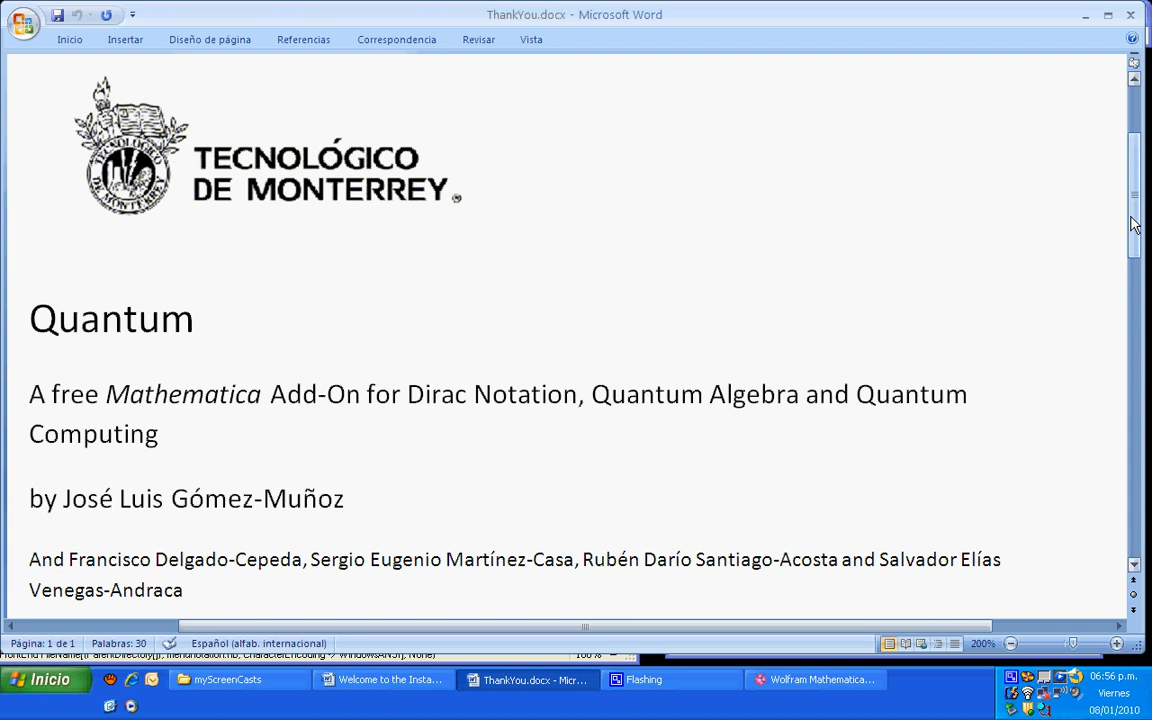 ThankYou.docx - Microsoft Word
Inicio Insertar Diseño de página Referencias Correspondencia Revisar Vista
TECNOLÓGICO
DE MONTERREY
Quantum
A free Mathematica Add-On for Dirac Notation, Quantum Algebra and Quantum
Computing
by José Luis Gómez-Muñoz
And Francisco Delgado-Cepeda, Sergio Eugenio Martínez-Casa, Rubén Darío Santiago-Acosta and Salvador Elías
Venegas-Andraca
Página: 1 de 1 Palabras: 30 Español (alfab. internacional) 200%
Inicio myScreenCasts Welcome to the Insta... ThankYou.docx - Micr... Flashing Wolfram Mathematica... 06:56 p.m.
Viernes
08/01/2010